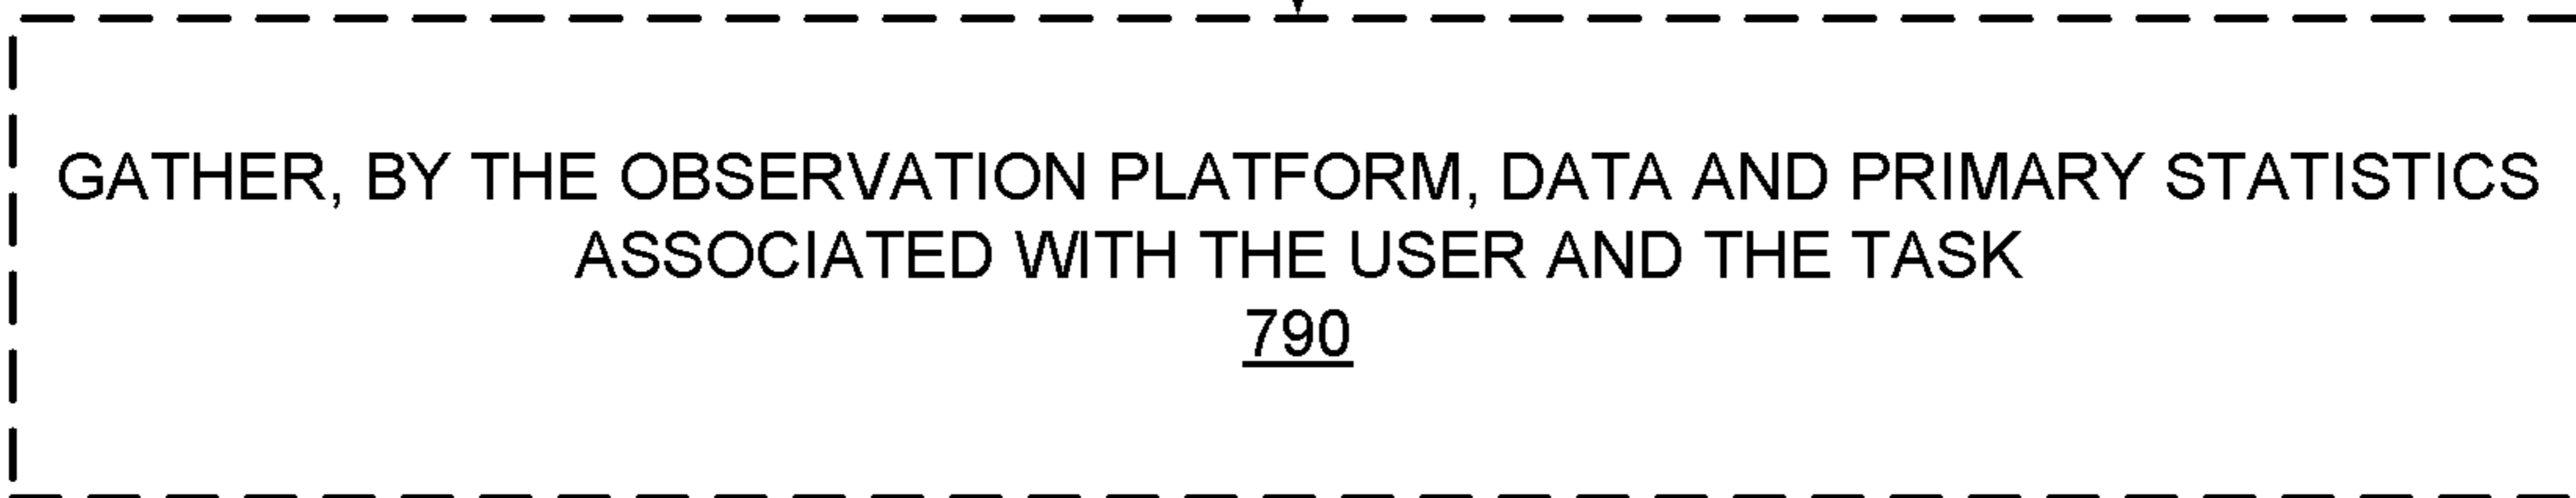 GATHER, BY THE OBSERVATION PLATFORM, DATA AND PRIMARY STATISTICS
ASSOCIATED WITH THE USER AND THE TASK
790